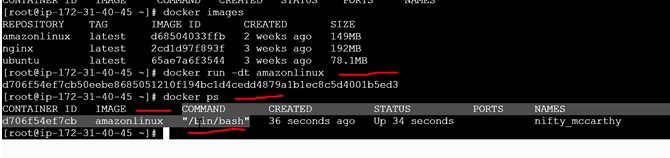 CONTAINER ID IMAGE COMMAND CREATED STATUS PORTS NAMES
[root@ip-172-31-40-45 ~]# docker images
REPOSITORY TAG IMAGE ID CREATED SIZE
amazonlinux latest d68504033ffb 2 weeks ago 149MB
nginx latest 2cd1d97f893f 3 weeks ago 192MB
ubuntu latest 65ae7a6f3544 3 weeks ago 78.1MB
[root@ip-172-31-40-45 ~]# docker run -dt amazonlinux
d706f54ef7cb50eebe8685051210f194bc1d4cedd4879a1b1ec8c5d4001b5ed3
[root@ip-172-31-40-45 ~]# docker ps
CONTAINER ID IMAGE COMMAND CREATED STATUS PORTS NAMES
d706f54ef7cb amazonlinux "/bin/bash" 36 seconds ago Up 34 seconds nifty_mccarthy
[root@ip-172-31-40-45 ~]#